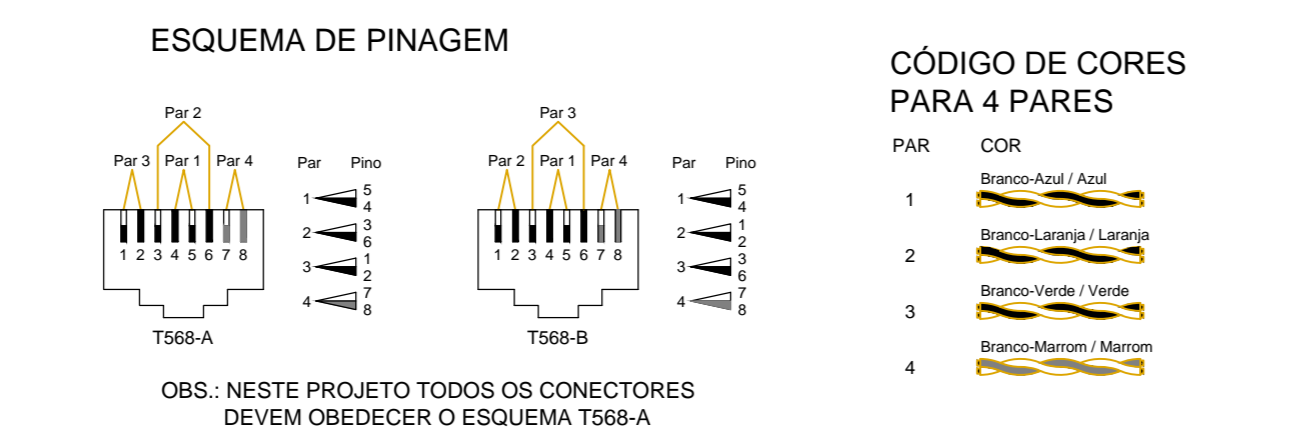 ESQUEMA DE PINAGEM
Par 2
Par 3 Par 1 Par 4
1 2 3 4 5 6 7 8
T568-A
Par Pino
1 5 4
2 3 6
3 1 2
4 7 8
Par 3
Par 2 Par 1 Par 4
1 2 3 4 5 6 7 8
T568-B
Par Pino
1 5 4
2 1 2
3 3 6
4 7 8
OBS.: NESTE PROJETO TODOS OS CONECTORES
DEVEM OBEDECER O ESQUEMA T568-A
CÓDIGO DE CORES
PARA 4 PARES
PAR COR
1 Branco-Azul / Azul
2 Branco-Laranja / Laranja
3 Branco-Verde / Verde
4 Branco-Marrom / Marrom